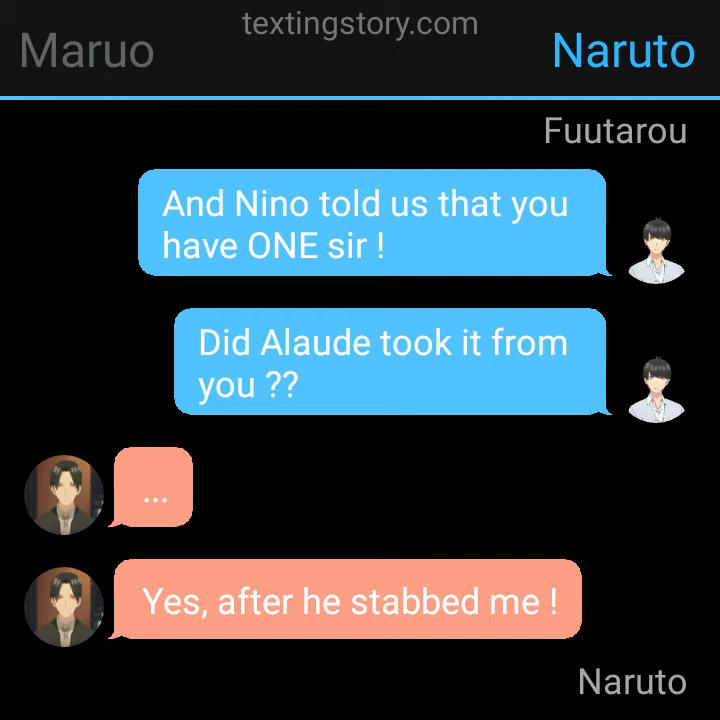 textingstory.com
Maruo
Naruto
Fuutarou
And Nino told us that you
have ONE sir !
Did Alaude took it from
you ??
...
Yes, after he stabbed me !
Naruto